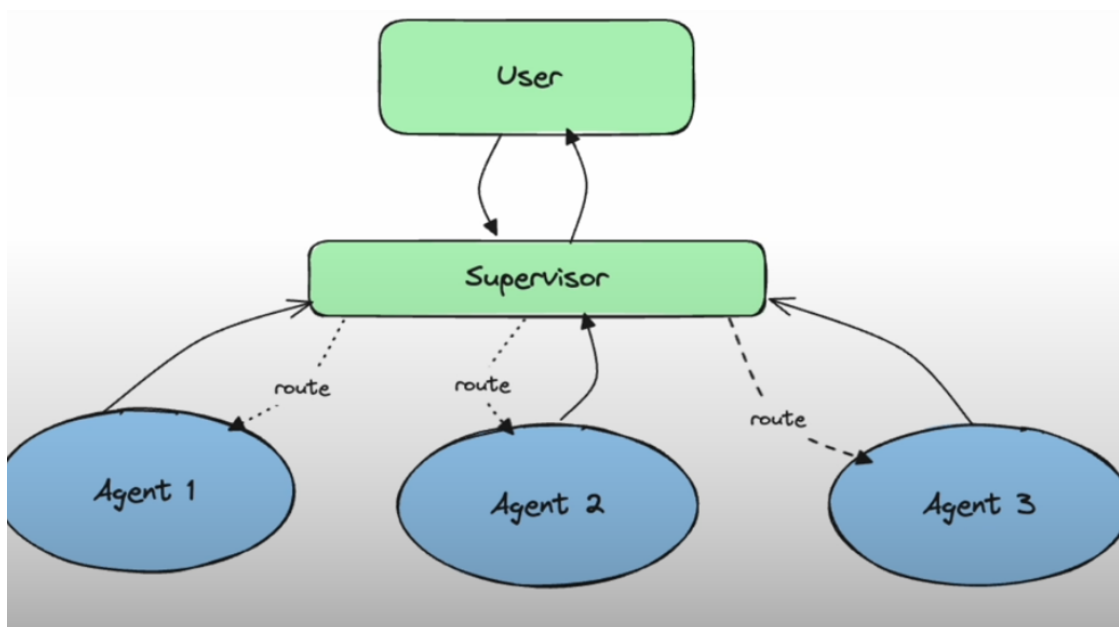 User
Supervisor
route
route
route
Agent 1
Agent 2
Agent 3